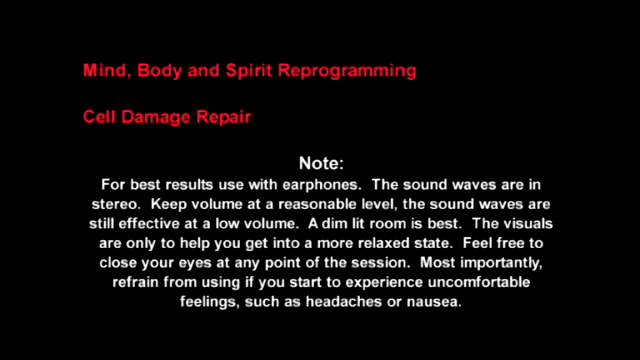 Mind, Body and Spirit Reprogramming
Cell Damage Repair
Note:
For best results use with earphones.  The sound waves are in
stereo.  Keep volume at a reasonable level, the sound waves are
still effective at a low volume.  A dim lit room is best.  The visuals
are only to help you get into a more relaxed state.  Feel free to
close your eyes at any point of the session.  Most importantly,
refrain from using if you start to experience uncomfortable
feelings, such as headaches or nausea.